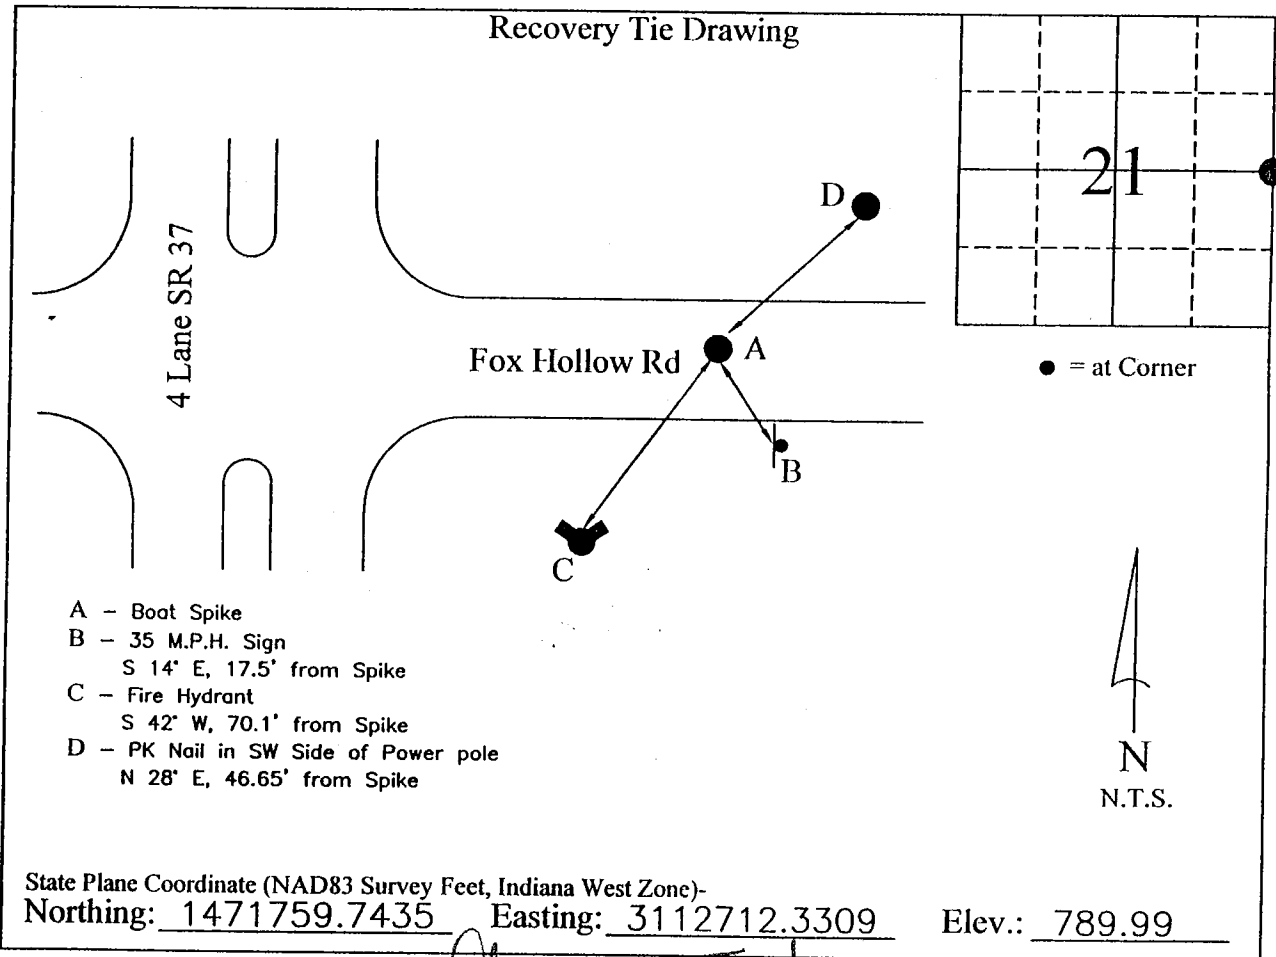 Recovery Tie Drawing
21
D
4 Lane SR 37
Fox Hollow Rd
A
● = at Corner
B
C
A – Boat Spike
B – 35 M.P.H. Sign
S 14° E, 17.5' from Spike
C – Fire Hydrant
S 42° W, 70.1' from Spike
D – PK Nail in SW Side of Power pole
N 28° E, 46.65' from Spike
N
N.T.S.
State Plane Coordinate (NAD83 Survey Feet, Indiana West Zone)-
Northing: 1471759.7435 Easting: 3112712.3309 Elev.: 789.99